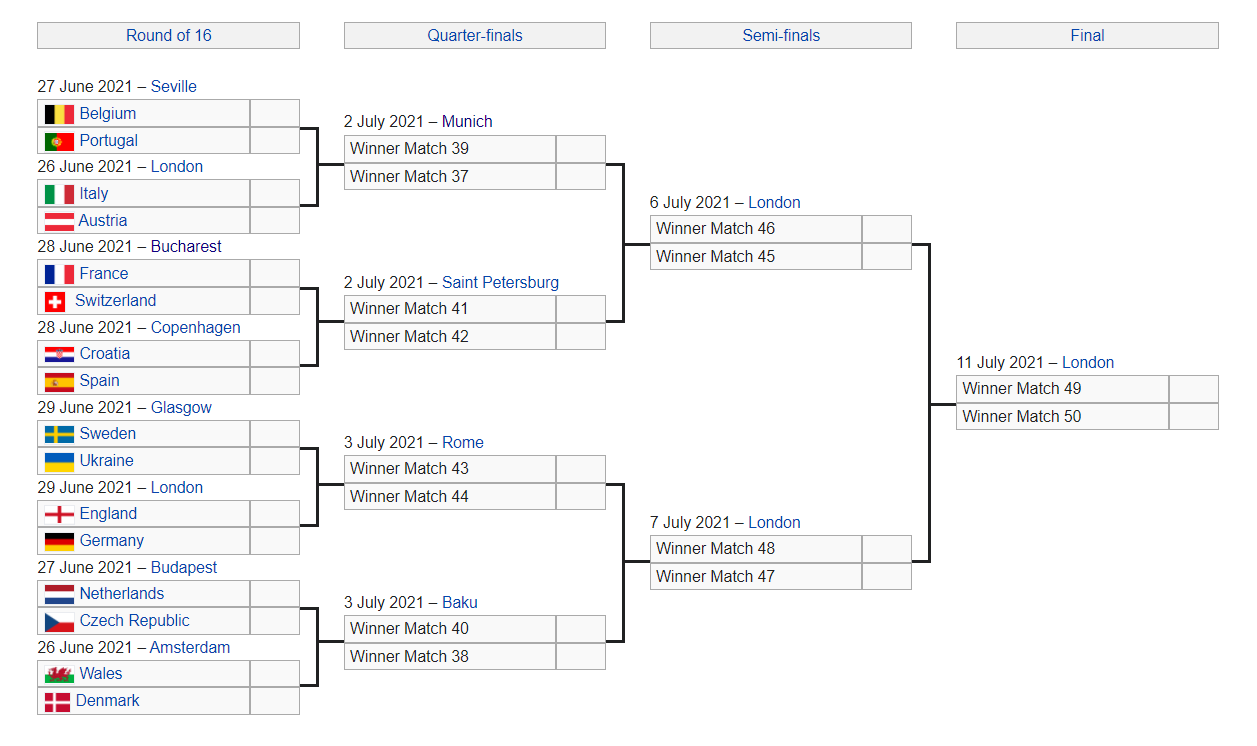 Round of 16
Quarter-finals
Semi-finals
Final
27 June 2021 – Seville
Belgium
Portugal
26 June 2021 – London
Italy
Austria
28 June 2021 – Bucharest
France
Switzerland
28 June 2021 – Copenhagen
Croatia
Spain
29 June 2021 – Glasgow
Sweden
Ukraine
29 June 2021 – London
England
Germany
27 June 2021 – Budapest
Netherlands
Czech Republic
26 June 2021 – Amsterdam
Wales
Denmark
2 July 2021 – Munich
Winner Match 39
Winner Match 37
2 July 2021 – Saint Petersburg
Winner Match 41
Winner Match 42
3 July 2021 – Rome
Winner Match 43
Winner Match 44
3 July 2021 – Baku
Winner Match 40
Winner Match 38
6 July 2021 – London
Winner Match 46
Winner Match 45
7 July 2021 – London
Winner Match 48
Winner Match 47
11 July 2021 – London
Winner Match 49
Winner Match 50